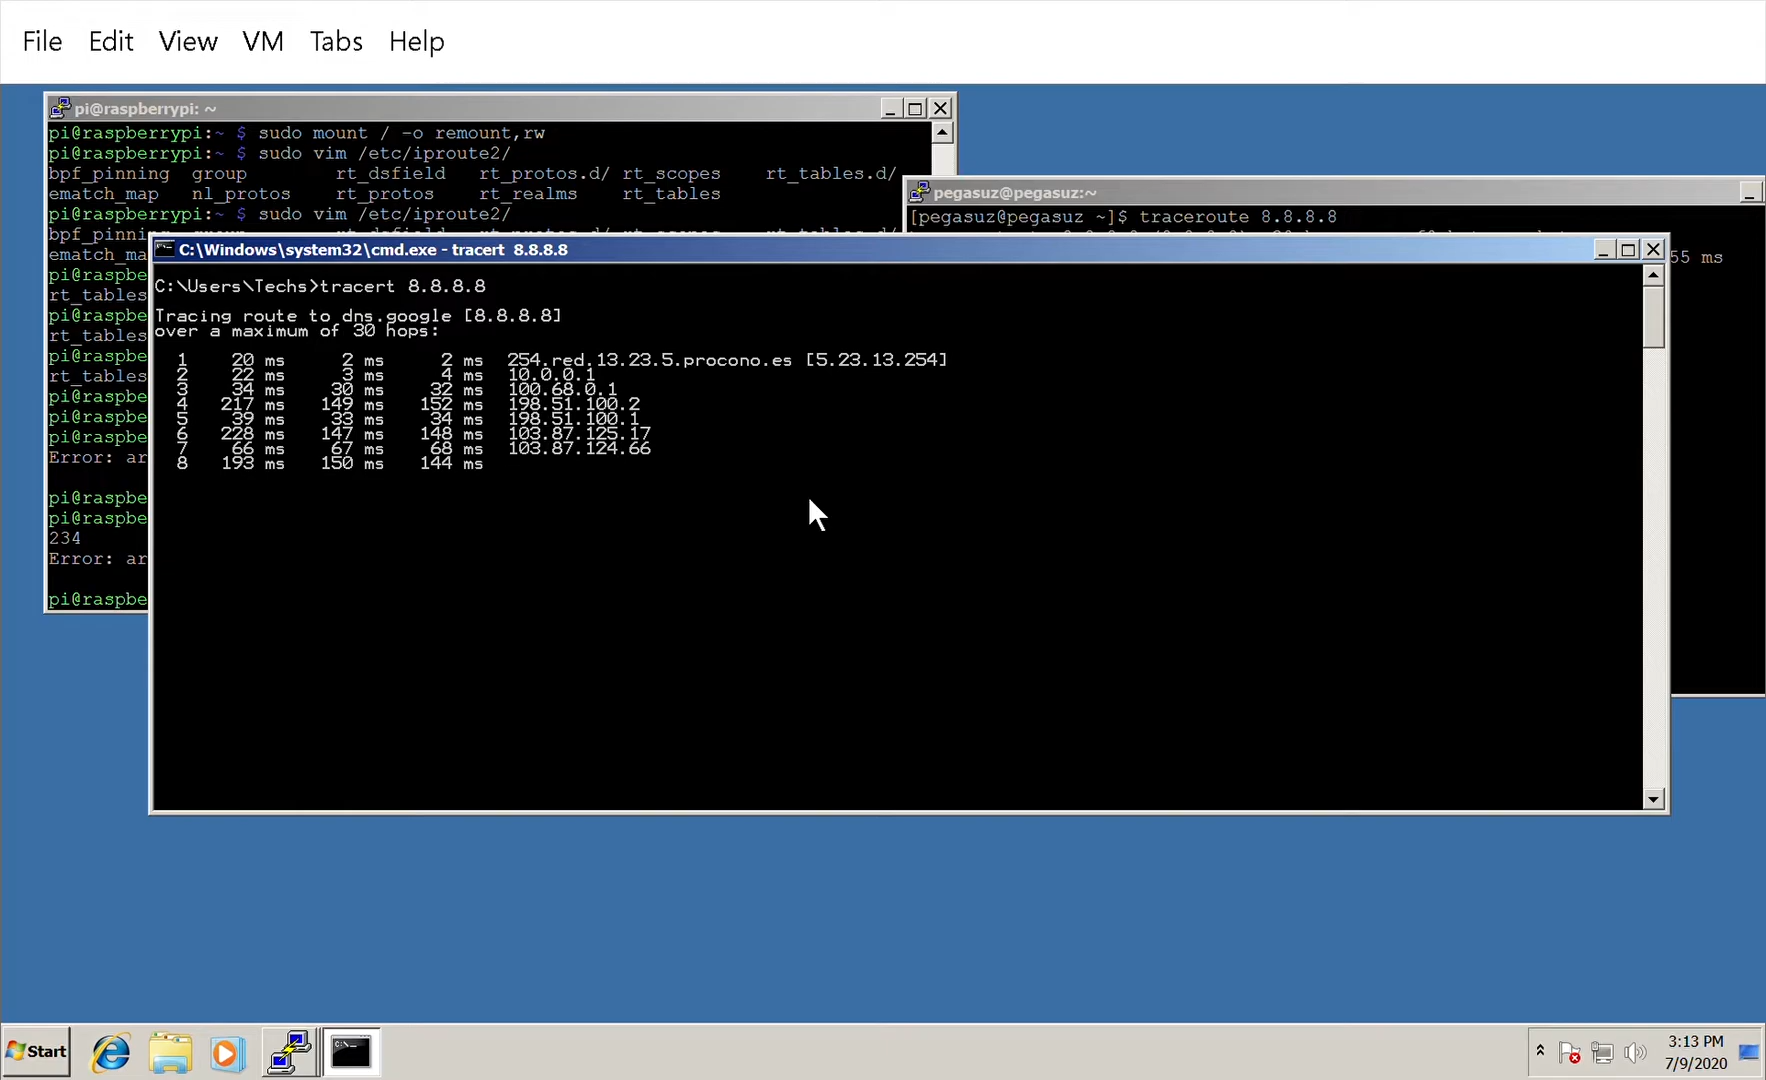 File Edit View VM Tabs Help
pi@raspberrypi: ~
pi@raspberrypi:~ $ sudo mount / -o remount,rw
pi@raspberrypi:~ $ sudo vim /etc/iproute2/
bpf_pinning group rt_dsfield rt_protos.d/ rt_scopes rt_tables.d/
ematch_map nl_protos rt_protos rt_realms rt_tables
pi@raspberrypi:~ $ sudo vim /etc/iproute2/
bpf_pinning
ematch_ma
pi@raspbe
rt_tables
pi@raspbe
rt_tables
pi@raspbe
rt_tables
pi@raspbe
pi@raspbe
pi@raspbe
Error: ar
pi@raspbe
pi@raspbe
234
Error: ar
pi@raspbe
pegasuz@pegasuz:~
[pegasuz@pegasuz ~]$ traceroute 8.8.8.8
55 ms
C:\Windows\system32\cmd.exe - tracert 8.8.8.8
C:\Users\Techs>tracert 8.8.8.8
Tracing route to dns.google [8.8.8.8]
over a maximum of 30 hops:
1 20 ms 2 ms 2 ms 254.red.13.23.5.procono.es [5.23.13.254]
2 22 ms 3 ms 4 ms 10.0.0.1
3 34 ms 30 ms 32 ms 100.68.0.1
4 217 ms 149 ms 152 ms 198.51.100.2
5 39 ms 33 ms 34 ms 198.51.100.1
6 228 ms 147 ms 148 ms 103.87.125.17
7 66 ms 67 ms 68 ms 103.87.124.66
8 193 ms 150 ms 144 ms
Start
3:13 PM
7/9/2020